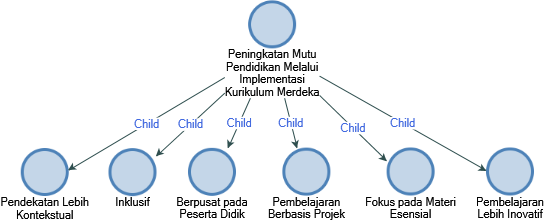 Peningkatan Mutu
Pendidikan Melalui
Implementasi
Kurikulum Merdeka
Child
Child
Child
Child
Child
Child
Pendekatan Lebih
Kontekstual
Inklusif
Berpusat pada
Peserta Didik
Pembelajaran
Berbasis Projek
Fokus pada Materi
Esensial
Pembelajaran
Lebih Inovatif